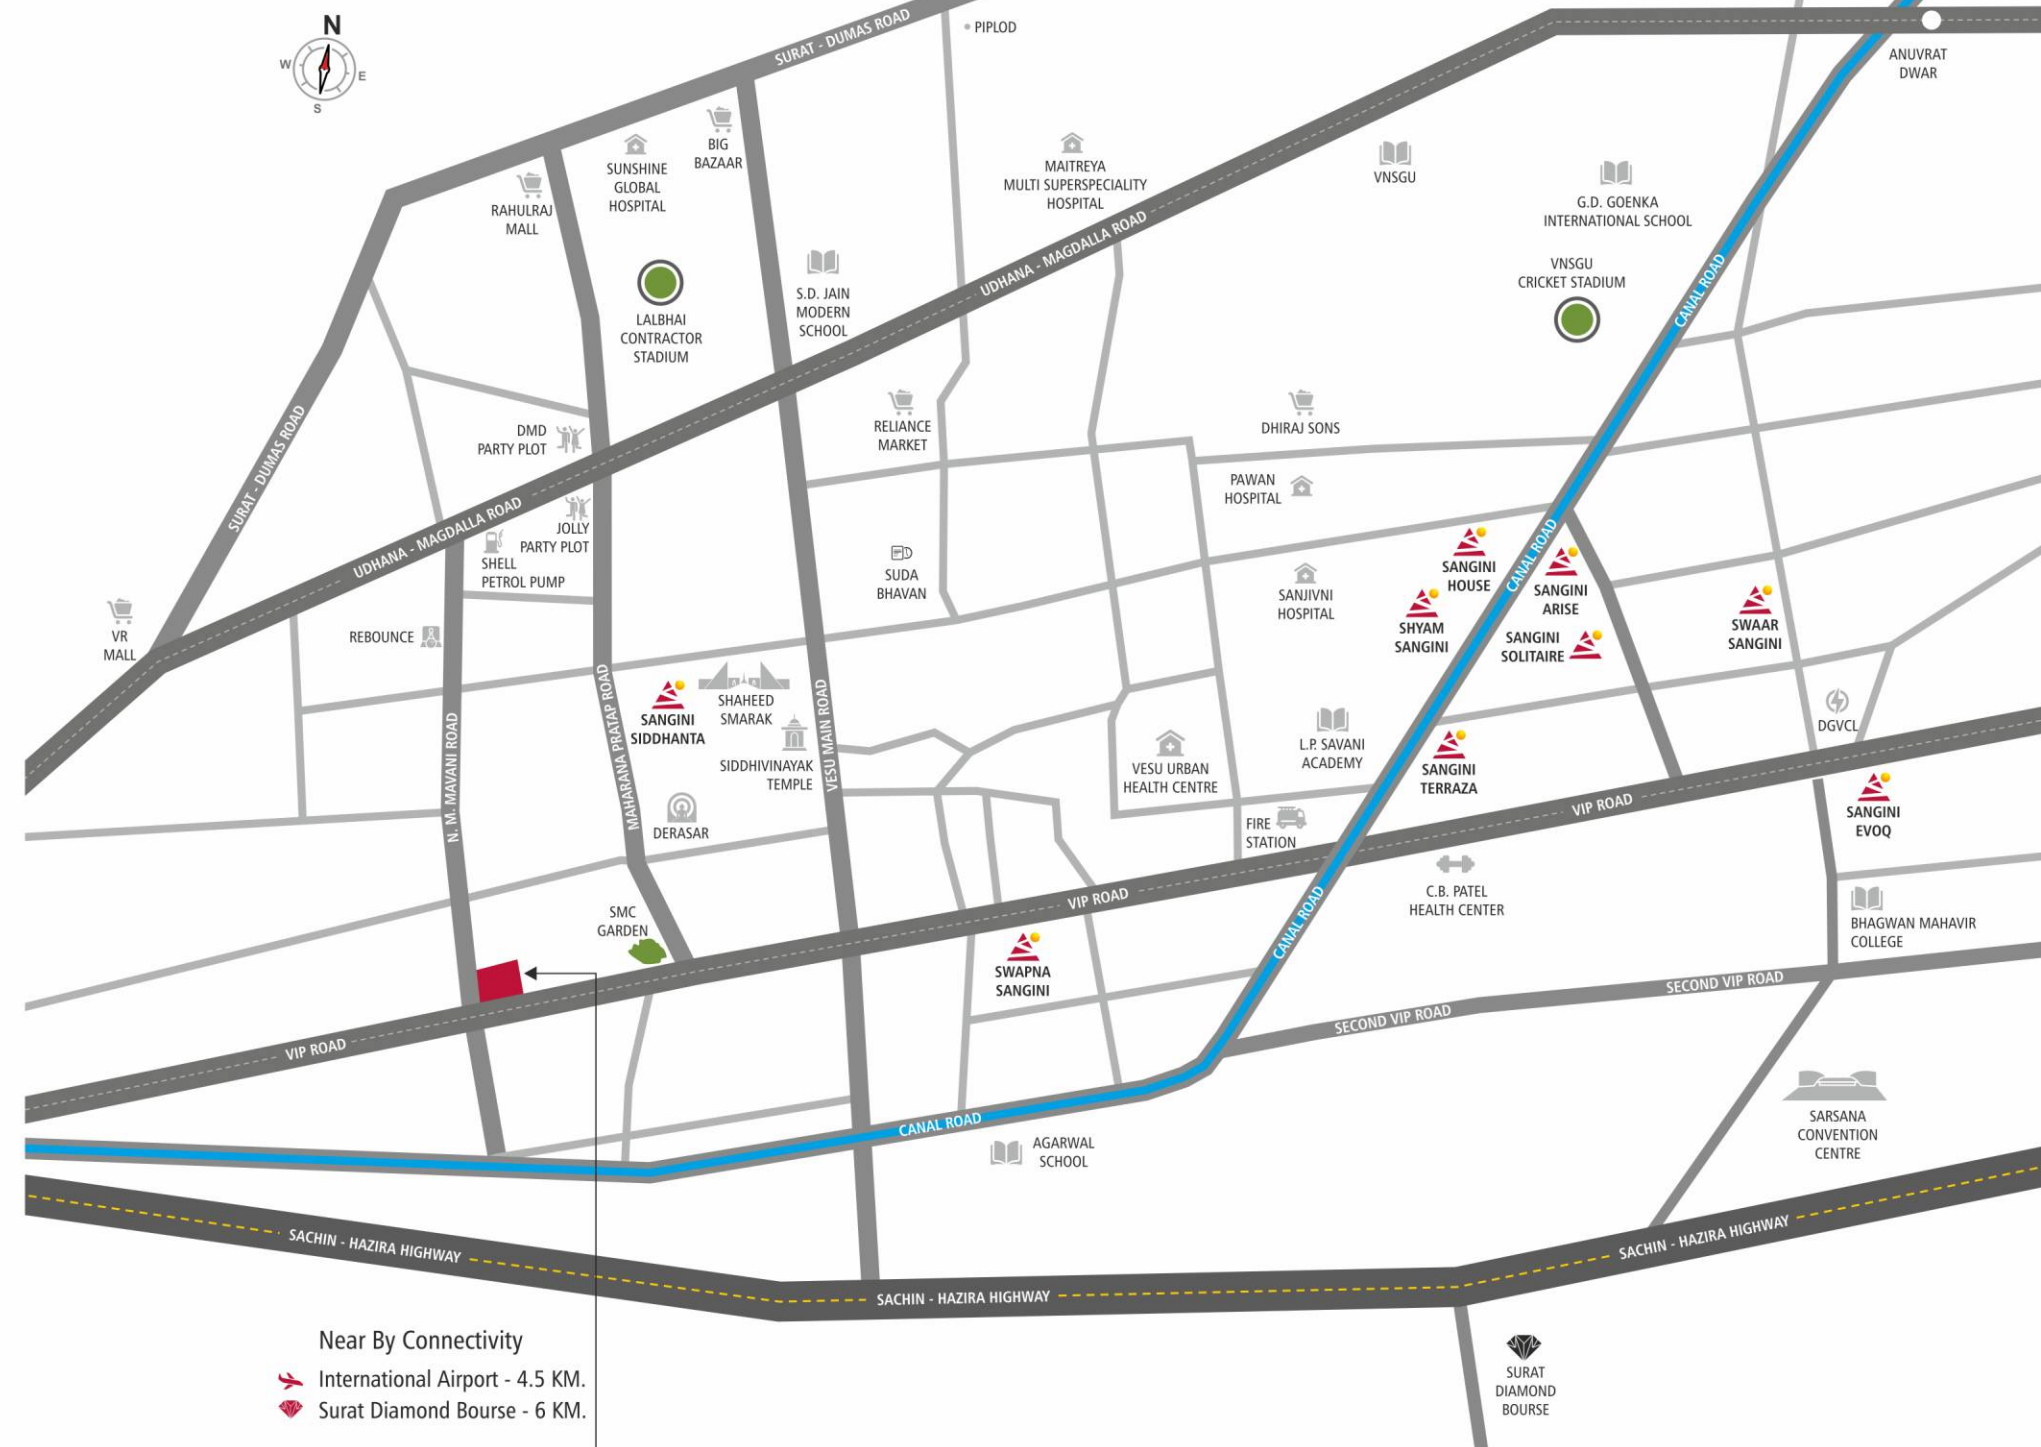 N
W
E
S
SURAT - DUMAS ROAD
PIPLOD
ANUVRAT
DWAR
BIG
BAZAAR
SUNSHINE
GLOBAL
HOSPITAL
RAHULRAJ
MALL
MAITREYA
MULTI SUPERSPECIALITY
HOSPITAL
VNSGU
G.D. GOENKA
INTERNATIONAL SCHOOL
UDHANA - MAGDALLA ROAD
VNSGU
CRICKET STADIUM
CANAL ROAD
S.D. JAIN
MODERN
SCHOOL
LALBHAI
CONTRACTOR
STADIUM
SURAT - DUMAS ROAD
DMD
PARTY PLOT
RELIANCE
MARKET
DHIRAJ SONS
PAWAN
HOSPITAL
UDHANA - MAGDALLA ROAD
JOLLY
PARTY PLOT
SHELL
PETROL PUMP
SUDA
BHAVAN
SANJIVNI
HOSPITAL
SANGINI
HOUSE
CANAL ROAD
SANGINI
ARISE
SHYAM
SANGINI
SANGINI
SOLITAIRE
SWAAR
SANGINI
VR
MALL
REBOUNCE
N. M. MAVANI ROAD
MAHARANA PRATAP ROAD
SANGINI
SIDDHANTA
SHAHEED
SMARAK
SIDDHIVINAYAK
TEMPLE
VESU MAIN ROAD
DERASAR
VESU URBAN
HEALTH CENTRE
L.P. SAVANI
ACADEMY
SANGINI
TERRAZA
DGVCL
VIP ROAD
SANGINI
EVOQ
FIRE
STATION
C.B. PATEL
HEALTH CENTER
BHAGWAN MAHAVIR
COLLEGE
SMC
GARDEN
VIP ROAD
CANAL ROAD
SWAPNA
SANGINI
SECOND VIP ROAD
SECOND VIP ROAD
VIP ROAD
CANAL ROAD
AGARWAL
SCHOOL
SARSANA
CONVENTION
CENTRE
SACHIN - HAZIRA HIGHWAY
SACHIN - HAZIRA HIGHWAY
SACHIN - HAZIRA HIGHWAY
Near By Connectivity
International Airport - 4.5 KM.
Surat Diamond Bourse - 6 KM.
SURAT
DIAMOND
BOURSE